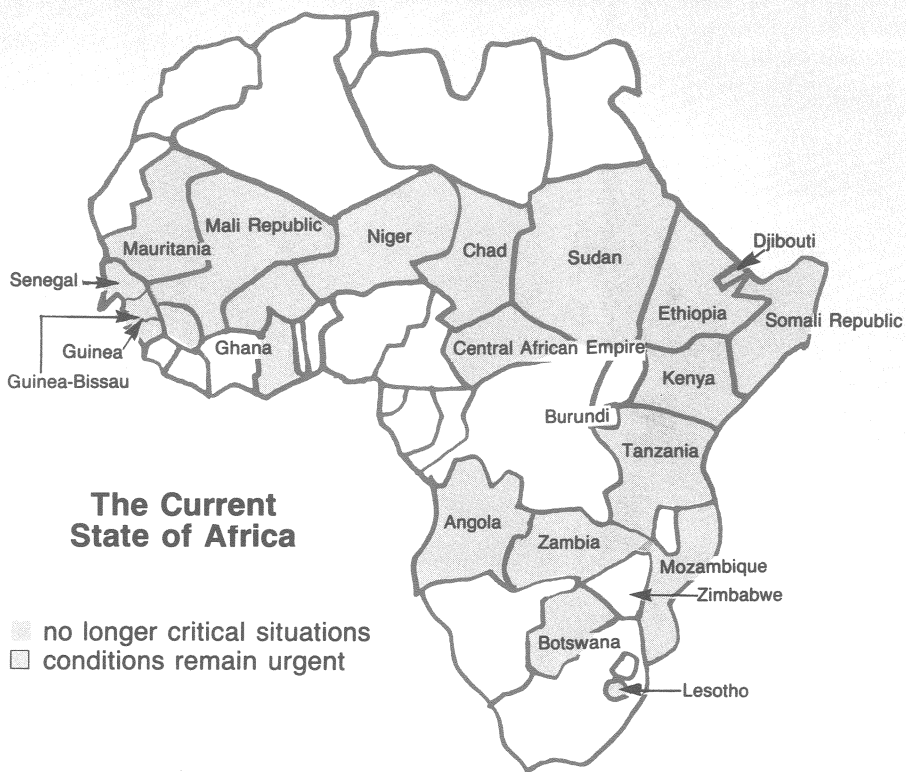 Mali Republic
Mauritania
Niger
Chad
Sudan
Djibouti
Senegal
Ethiopia
Somali Republic
Guinea
Ghana
Central African Empire
Guinea-Bissau
Kenya
Burundi
Tanzania
The Current
State of Africa
Angola
Zambia
Mozambique
Zimbabwe
no longer critical situations
Botswana
conditions remain urgent
Lesotho